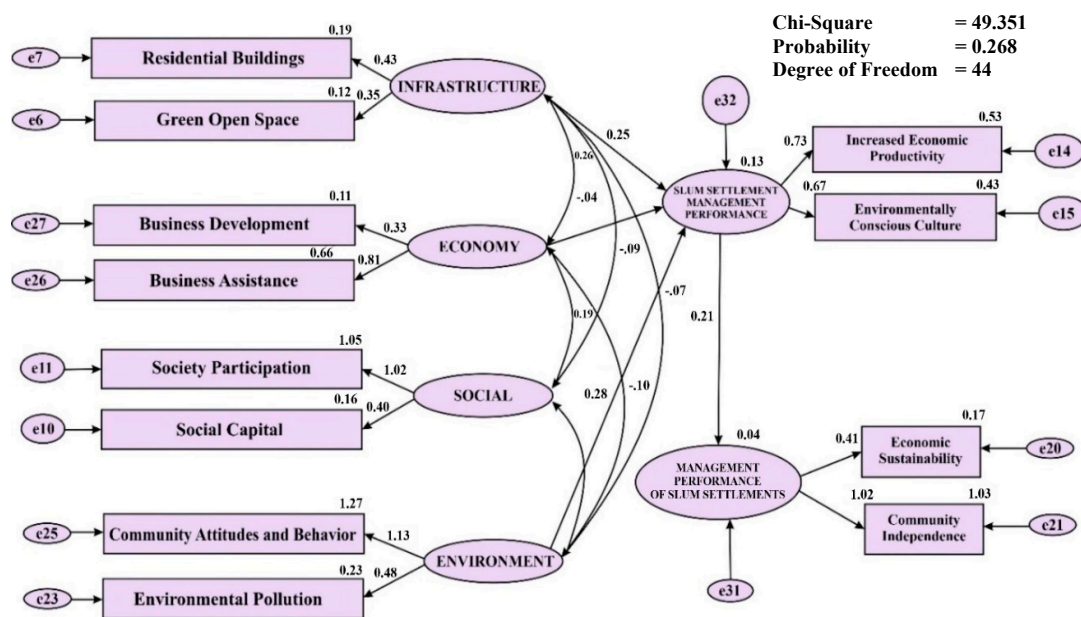 Chi-Square = 49.351
Probability = 0.268
Degree of Freedom = 44
e7
0.19
Residential Buildings
0.43
INFRASTRUCTURE
e6
0.12
0.35
Green Open Space
e27
0.11
Business Development
0.33
ECONOMY
e26
0.66
0.81
Business Assistance
e11
1.05
Society Participation
1.02
SOCIAL
e10
0.16
0.40
Social Capital
e25
1.27
Community Attitudes and Behavior
1.13
ENVIRONMENT
e23
0.23
0.48
Environmental Pollution
0.26
-.04
-.09
-.07
0.19
-.10
0.25
0.28
e32
0.13
SLUM SETTLEMENT
MANAGEMENT
PERFORMANCE
0.73
0.53
Increased Economic
Productivity
e14
0.67
0.43
Environmentally
Conscious Culture
e15
0.21
0.04
MANAGEMENT
PERFORMANCE
OF SLUM SETTLEMENTS
e31
0.41
0.17
Economic
Sustainability
e20
1.02
1.03
Community
Independence
e21